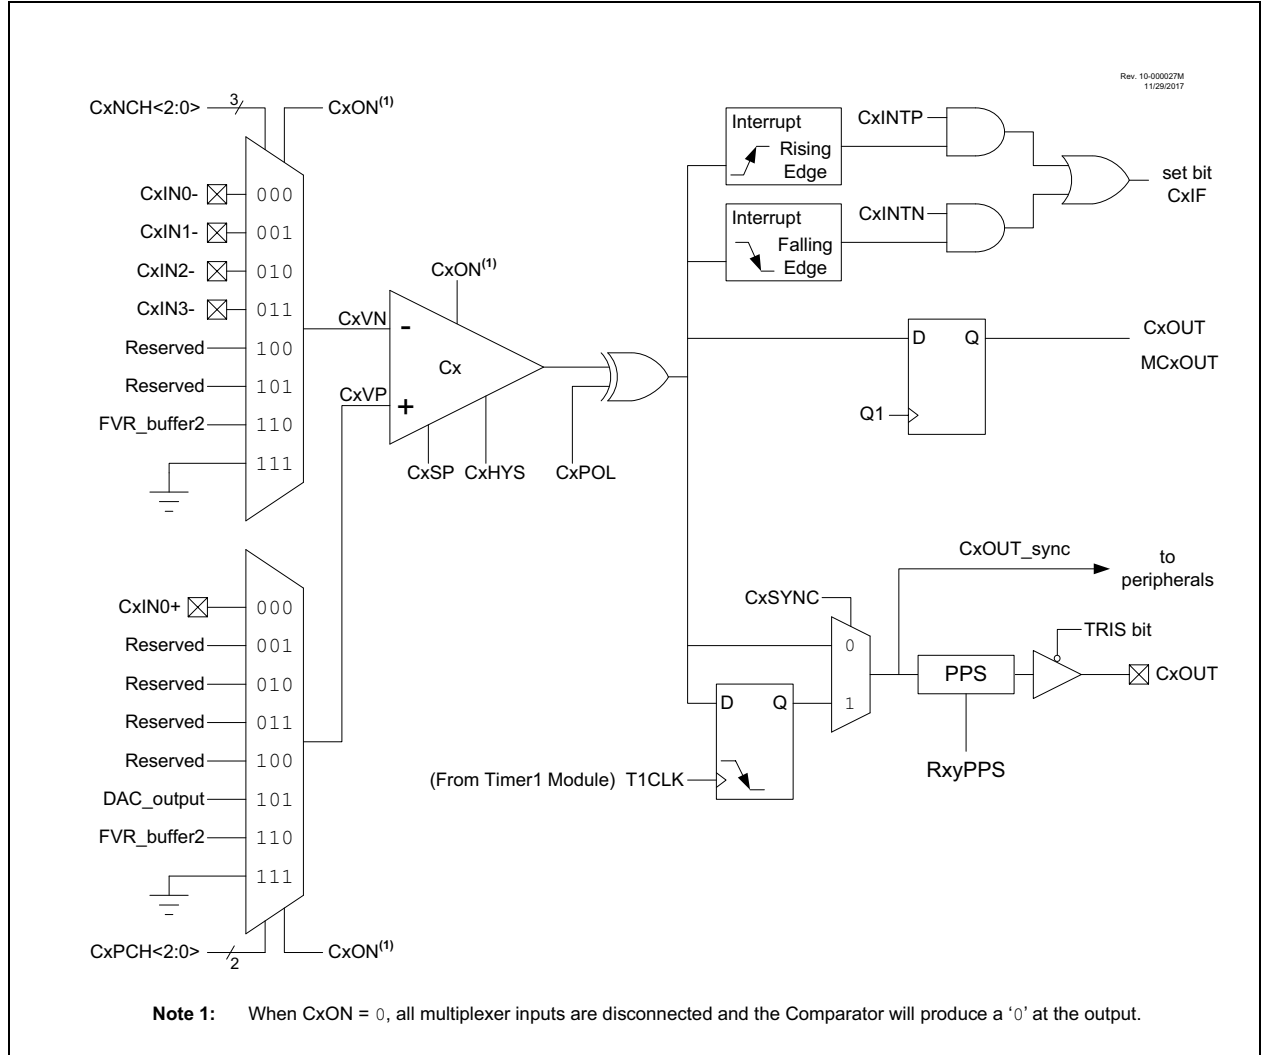 Rev. 10-000027M
11/29/2017
CxNCH<2:0>
3
CxON(1)
CxIN0-
000
CxIN1-
001
CxIN2-
010
CxIN3-
011
Reserved
100
Reserved
101
FVR_buffer2
110
111
CxVN
CxVP
CxON(1)
-
Cx
+
CxSP
CxHYS
CxPOL
Interrupt
Rising
Edge
CxINTP
Interrupt
Falling
Edge
CxINTN
set bit
CxIF
D
Q
Q1
CxOUT
MCxOUT
CxIN0+
000
Reserved
001
Reserved
010
Reserved
011
Reserved
100
DAC_output
101
FVR_buffer2
110
111
CxPCH<2:0>
2
CxON(1)
CxSYNC
0
1
D
Q
(From Timer1 Module) T1CLK
CxOUT_sync
to
peripherals
PPS
RxyPPS
TRIS bit
CxOUT
Note 1: When CxON = 0, all multiplexer inputs are disconnected and the Comparator will produce a ‘0’ at the output.